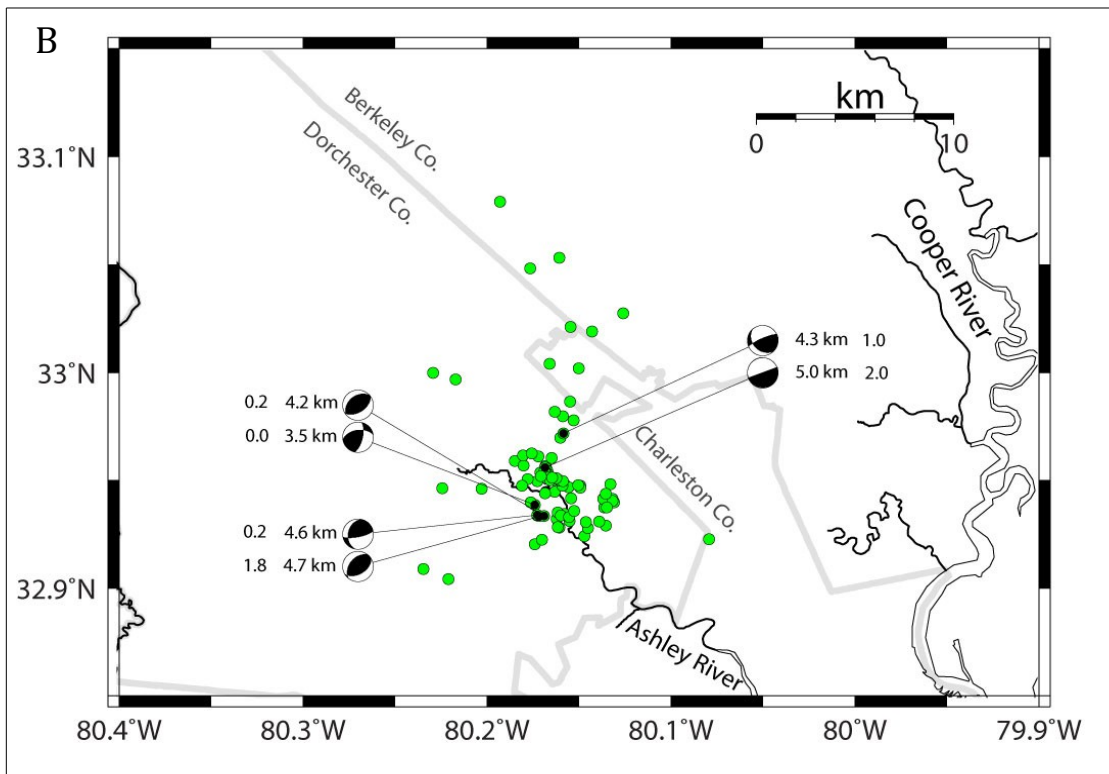 B
km
0 10
33.1°N
33°N
32.9°N
Berkeley Co.
Dorchester Co.
Cooper River
4.3 km 1.0
5.0 km 2.0
0.2 4.2 km
0.0 3.5 km
Charleston Co.
0.2 4.6 km
1.8 4.7 km
Ashley River
80.4°W 80.3°W 80.2°W 80.1°W 80°W 79.9°W